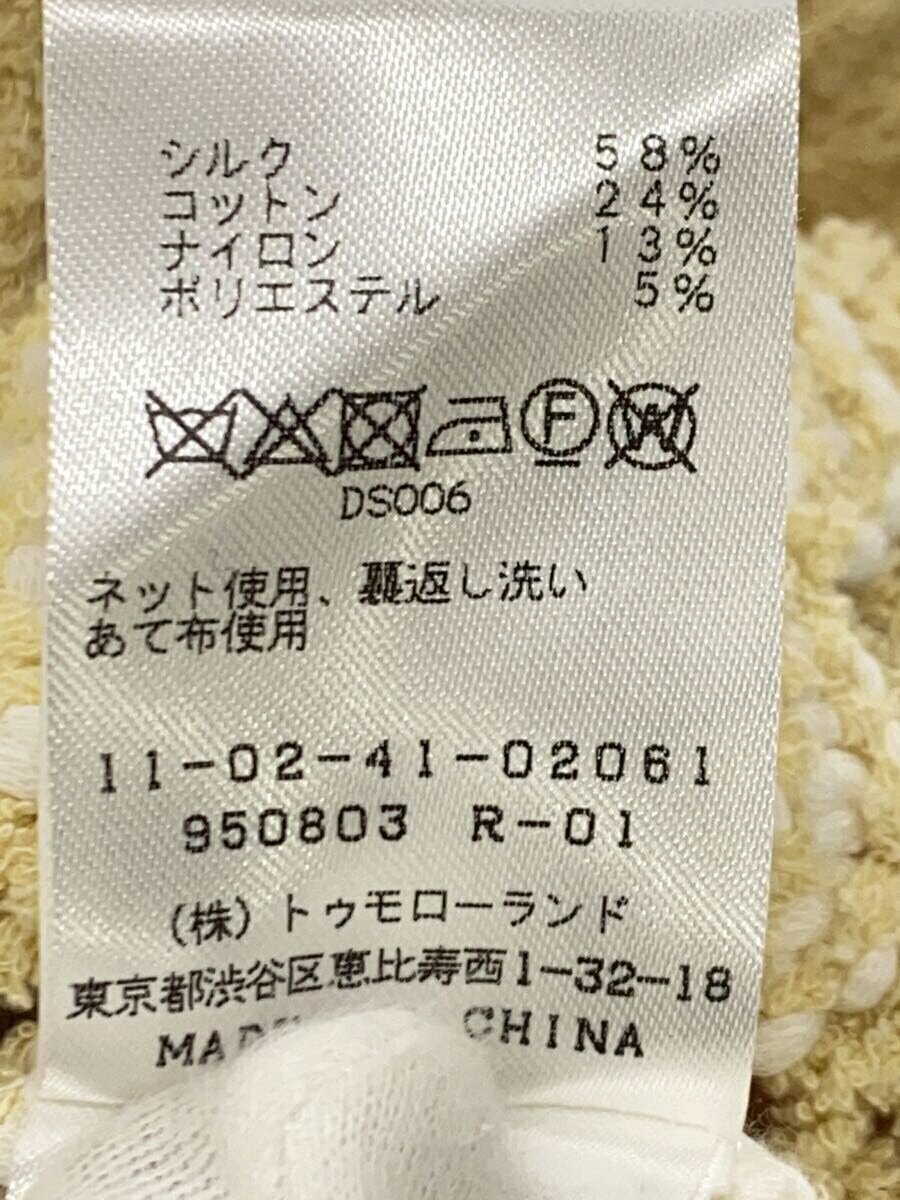 シルク 58%
コットン 24%
ナイロン 13%
ポリエステル 5%
F W
DS006
ネット使用、裏返し洗い
あて布使用
11-02-41-02061
950803 R-01
(株)トゥモローランド
東京都渋谷区恵比寿西1-32-18
CHINA